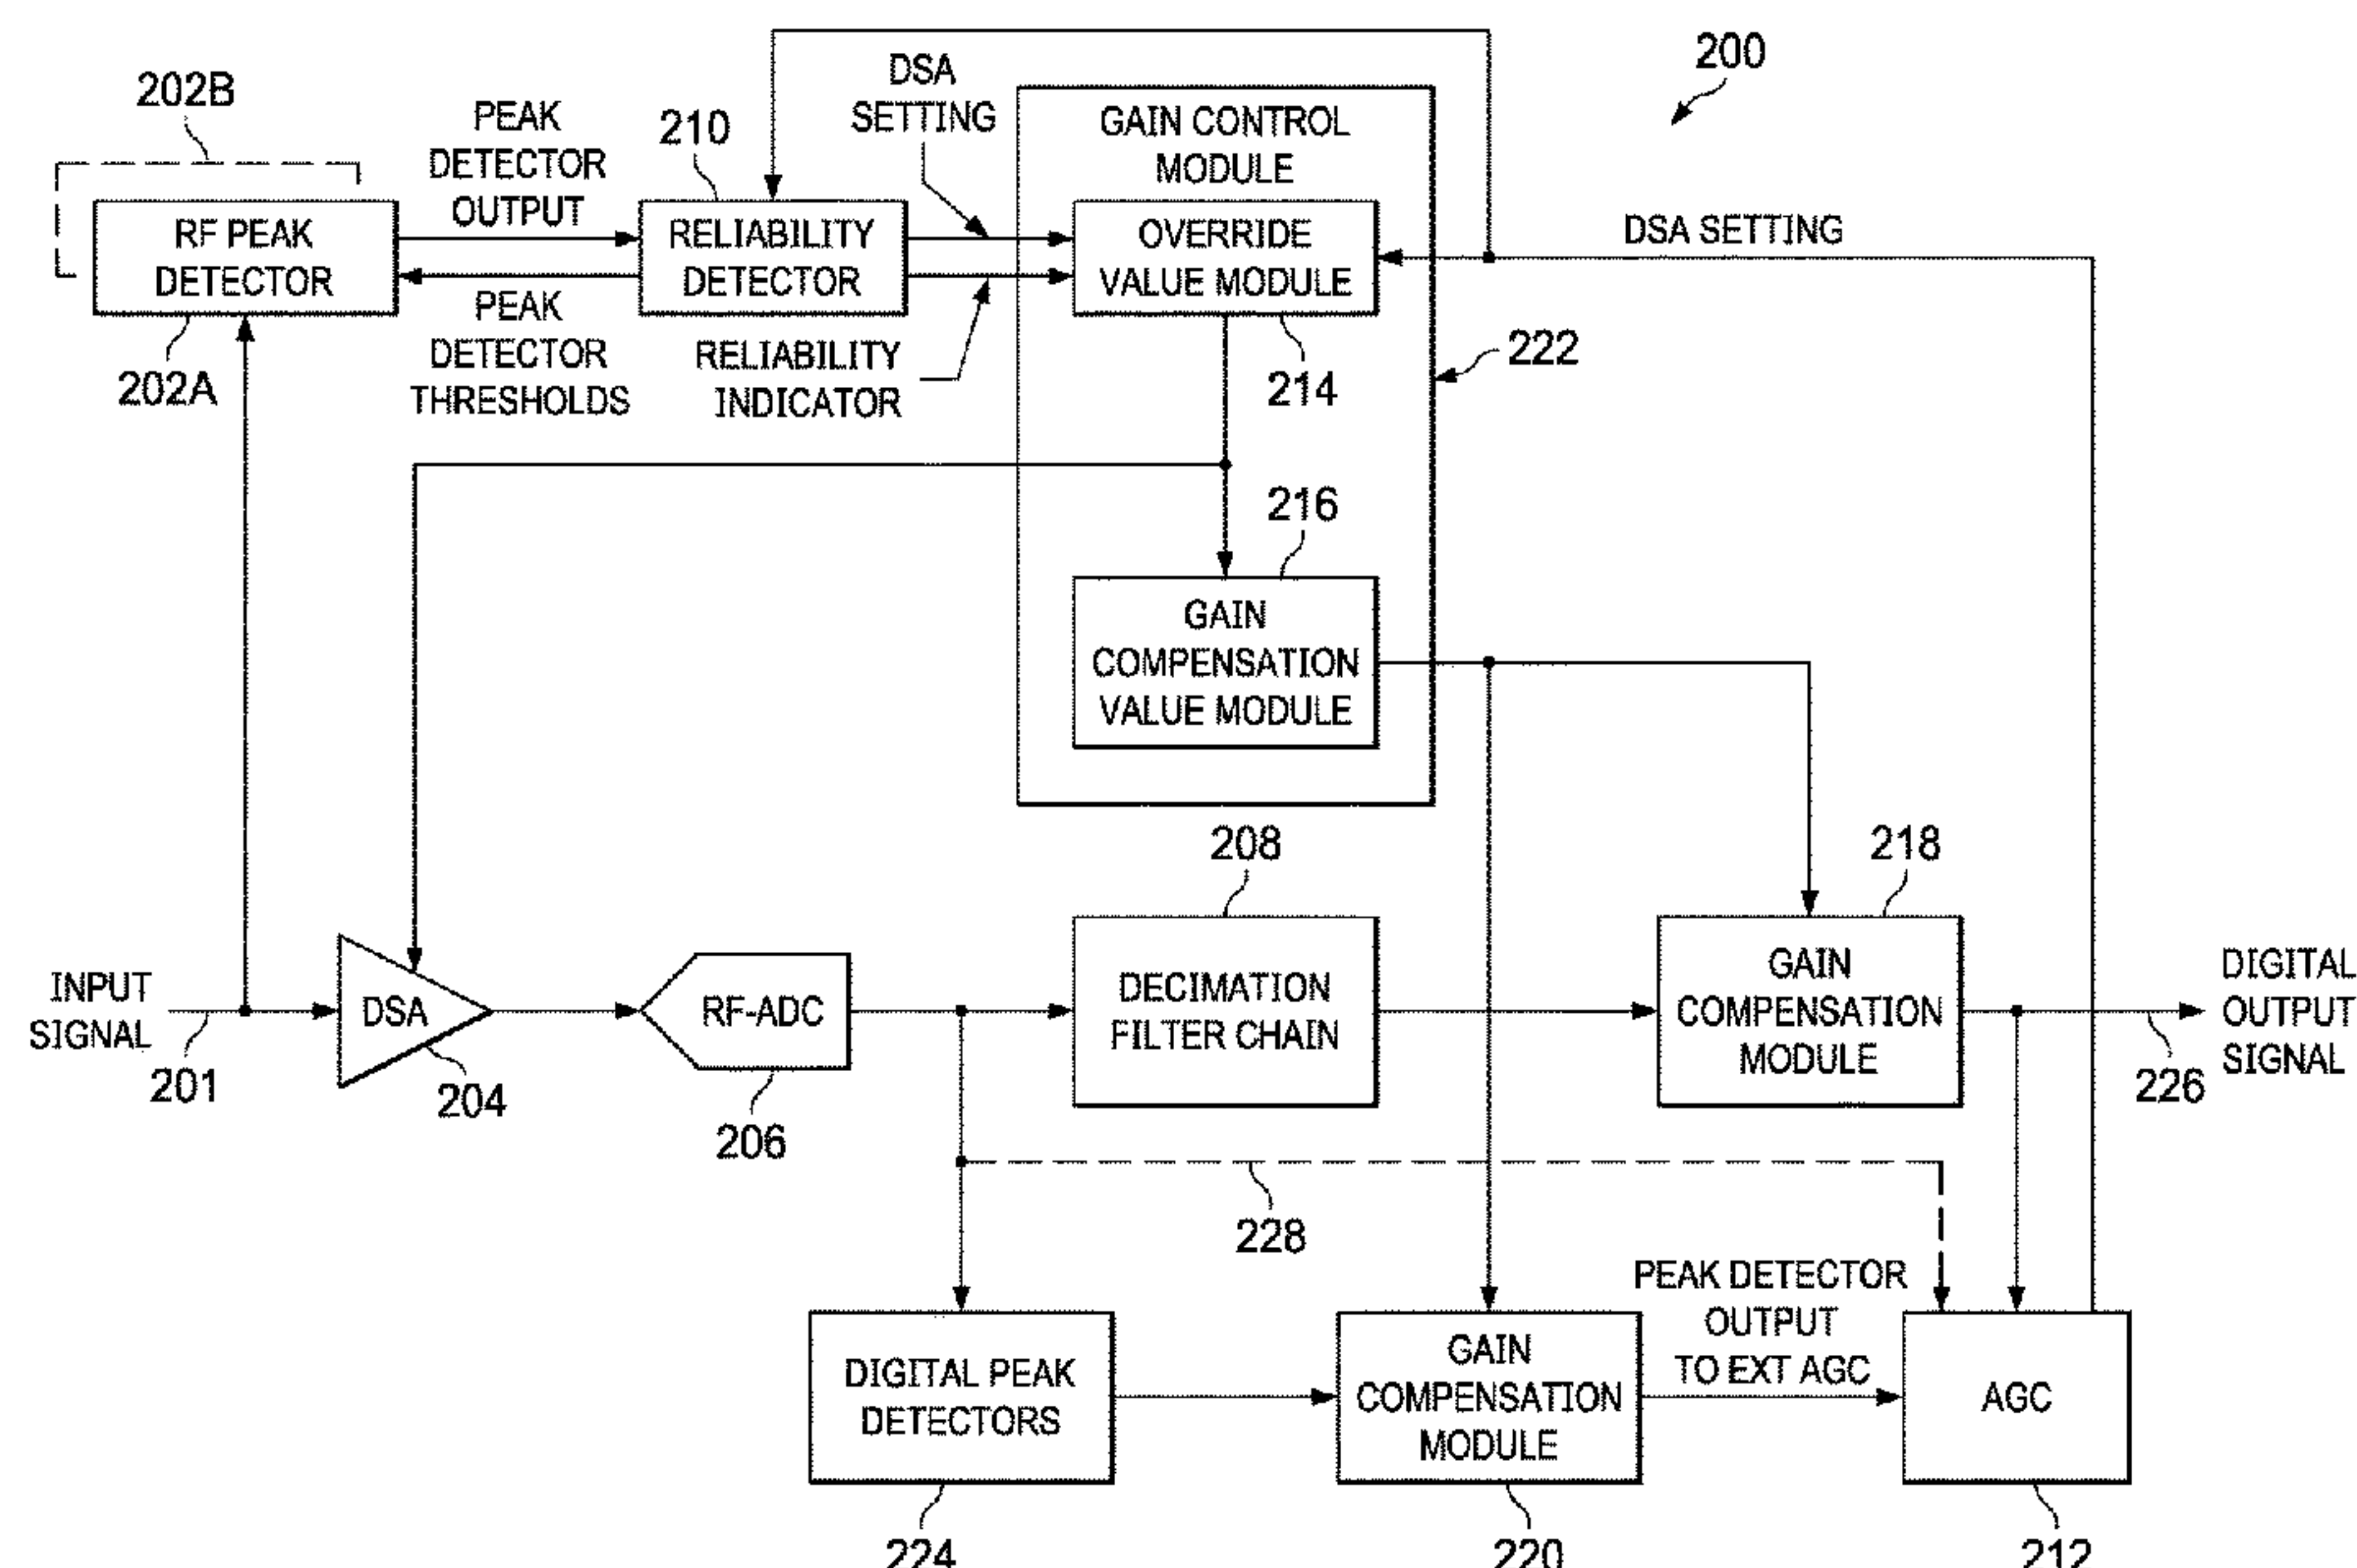 200
202B
PEAK
DETECTOR
OUTPUT
210
DSA
SETTING
GAIN CONTROL
MODULE
RF PEAK
DETECTOR
RELIABILITY
DETECTOR
OVERRIDE
VALUE MODULE
DSA SETTING
202A
PEAK
DETECTOR
THRESHOLDS
RELIABILITY
INDICATOR
214
222
216
GAIN
COMPENSATION
VALUE MODULE
208
218
INPUT
SIGNAL
201
DSA
204
RF-ADC
206
DECIMATION
FILTER CHAIN
GAIN
COMPENSATION
MODULE
DIGITAL
OUTPUT
SIGNAL
226
228
PEAK DETECTOR
OUTPUT
TO EXT AGC
DIGITAL PEAK
DETECTORS
GAIN
COMPENSATION
MODULE
AGC
224
220
212